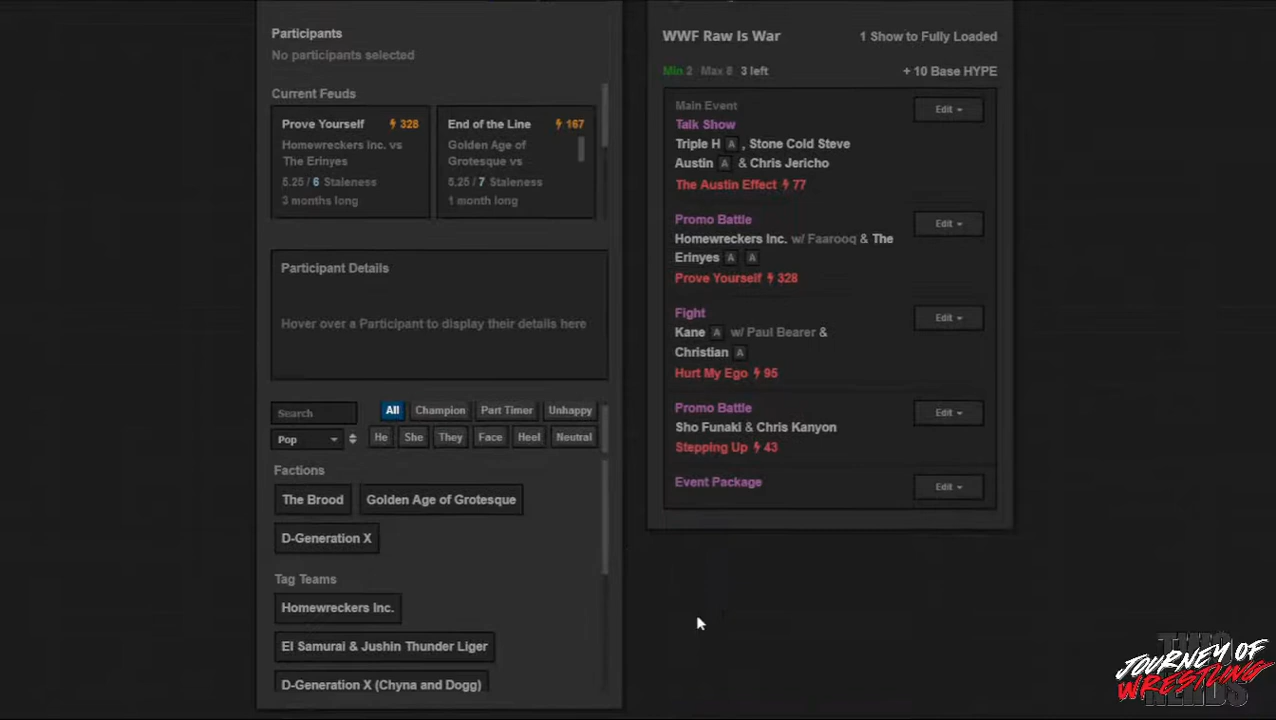 Participants
No participants selected
Current Feuds
Prove Yourself 328
Homewreckers Inc. vs
The Erinyes
5.25 / 6 Staleness
3 months long
End of the Line 167
Golden Age of
Grotesque vs
5.25 / 7 Staleness
1 month long
Participant Details
Hover over a Participant to display their details here
Search
All Champion Part Timer Unhappy
Pop
He She They Face Heel Neutral
Factions
The Brood Golden Age of Grotesque
D-Generation X
Tag Teams
Homewreckers Inc.
El Samurai & Jushin Thunder Liger
D-Generation X (Chyna and Dogg)
WWF Raw Is War 1 Show to Fully Loaded
Min 2 Max 8 3 left + 10 Base HYPE
Main Event Edit
Talk Show
Triple H A , Stone Cold Steve
Austin A & Chris Jericho
The Austin Effect 77
Promo Battle Edit
Homewreckers Inc. w/ Faarooq & The
Erinyes A A
Prove Yourself 328
Fight Edit
Kane A w/ Paul Bearer &
Christian A
Hurt My Ego 95
Promo Battle Edit
Sho Funaki & Chris Kanyon
Stepping Up 43
Event Package Edit
JOURNEY OF
WRESTLING